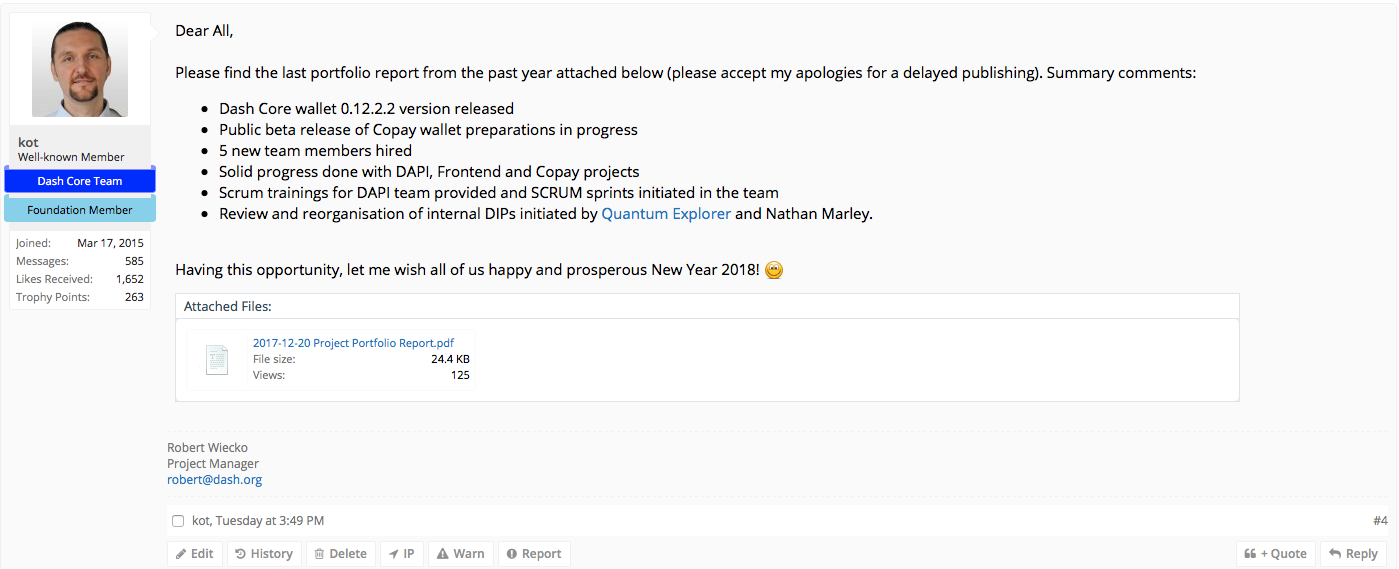 Dear All,
Please find the last portfolio report from the past year attached below (please accept my apologies for a delayed publishing). Summary comments:
Dash Core wallet 0.12.2.2 version released
Public beta release of Copay wallet preparations in progress
5 new team members hired
Solid progress done with DAPI, Frontend and Copay projects
Scrum trainings for DAPI team provided and SCRUM sprints initiated in the team
Review and reorganisation of internal DIPs initiated by Quantum Explorer and Nathan Marley.
Having this opportunity, let me wish all of us happy and prosperous New Year 2018!
kot
Well-known Member
Dash Core Team
Foundation Member
Joined: Mar 17, 2015
Messages: 585
Likes Received: 1,652
Trophy Points: 263
Attached Files:
2017-12-20 Project Portfolio Report.pdf
File size: 24.4 KB
Views: 125
Robert Wiecko
Project Manager
robert@dash.org
kot, Tuesday at 3:49 PM #4
Edit History Delete IP Warn Report + Quote Reply